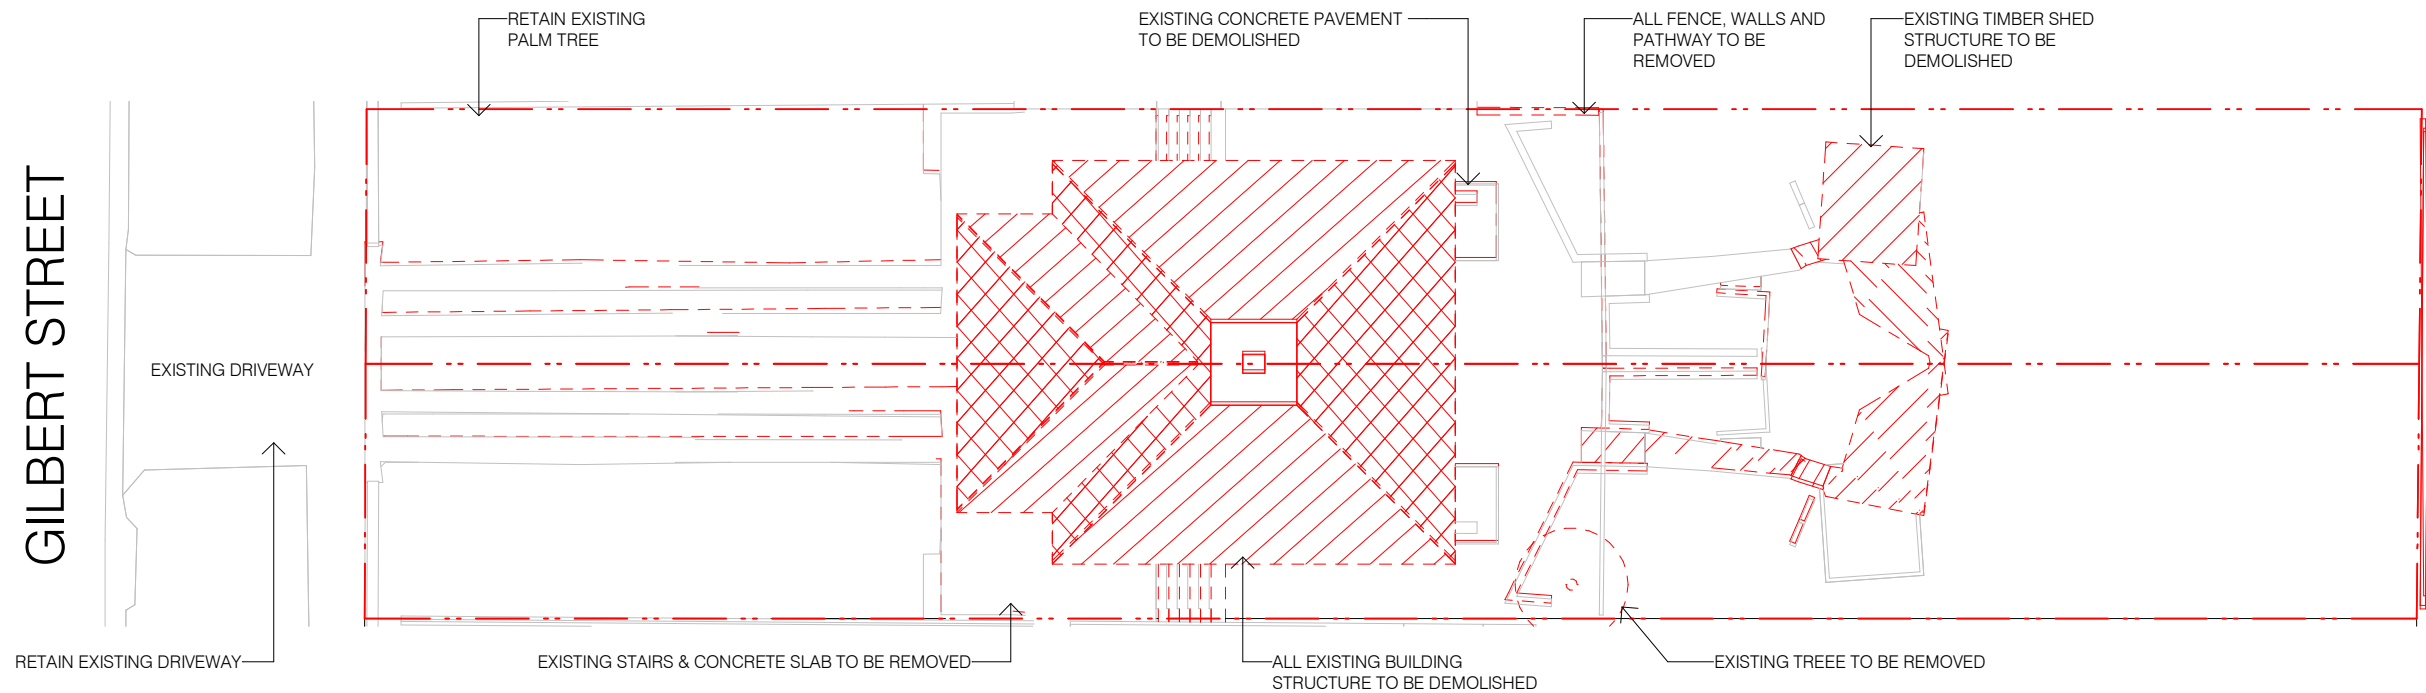 RETAIN EXISTING
PALM TREE
EXISTING CONCRETE PAVEMENT
TO BE DEMOLISHED
ALL FENCE, WALLS AND
PATHWAY TO BE
REMOVED
EXISTING TIMBER SHED
STRUCTURE TO BE
DEMOLISHED
GILBERT STREET
EXISTING DRIVEWAY
RETAIN EXISTING DRIVEWAY
EXISTING STAIRS & CONCRETE SLAB TO BE REMOVED
ALL EXISTING BUILDING
STRUCTURE TO BE DEMOLISHED
EXISTING TREEE TO BE REMOVED